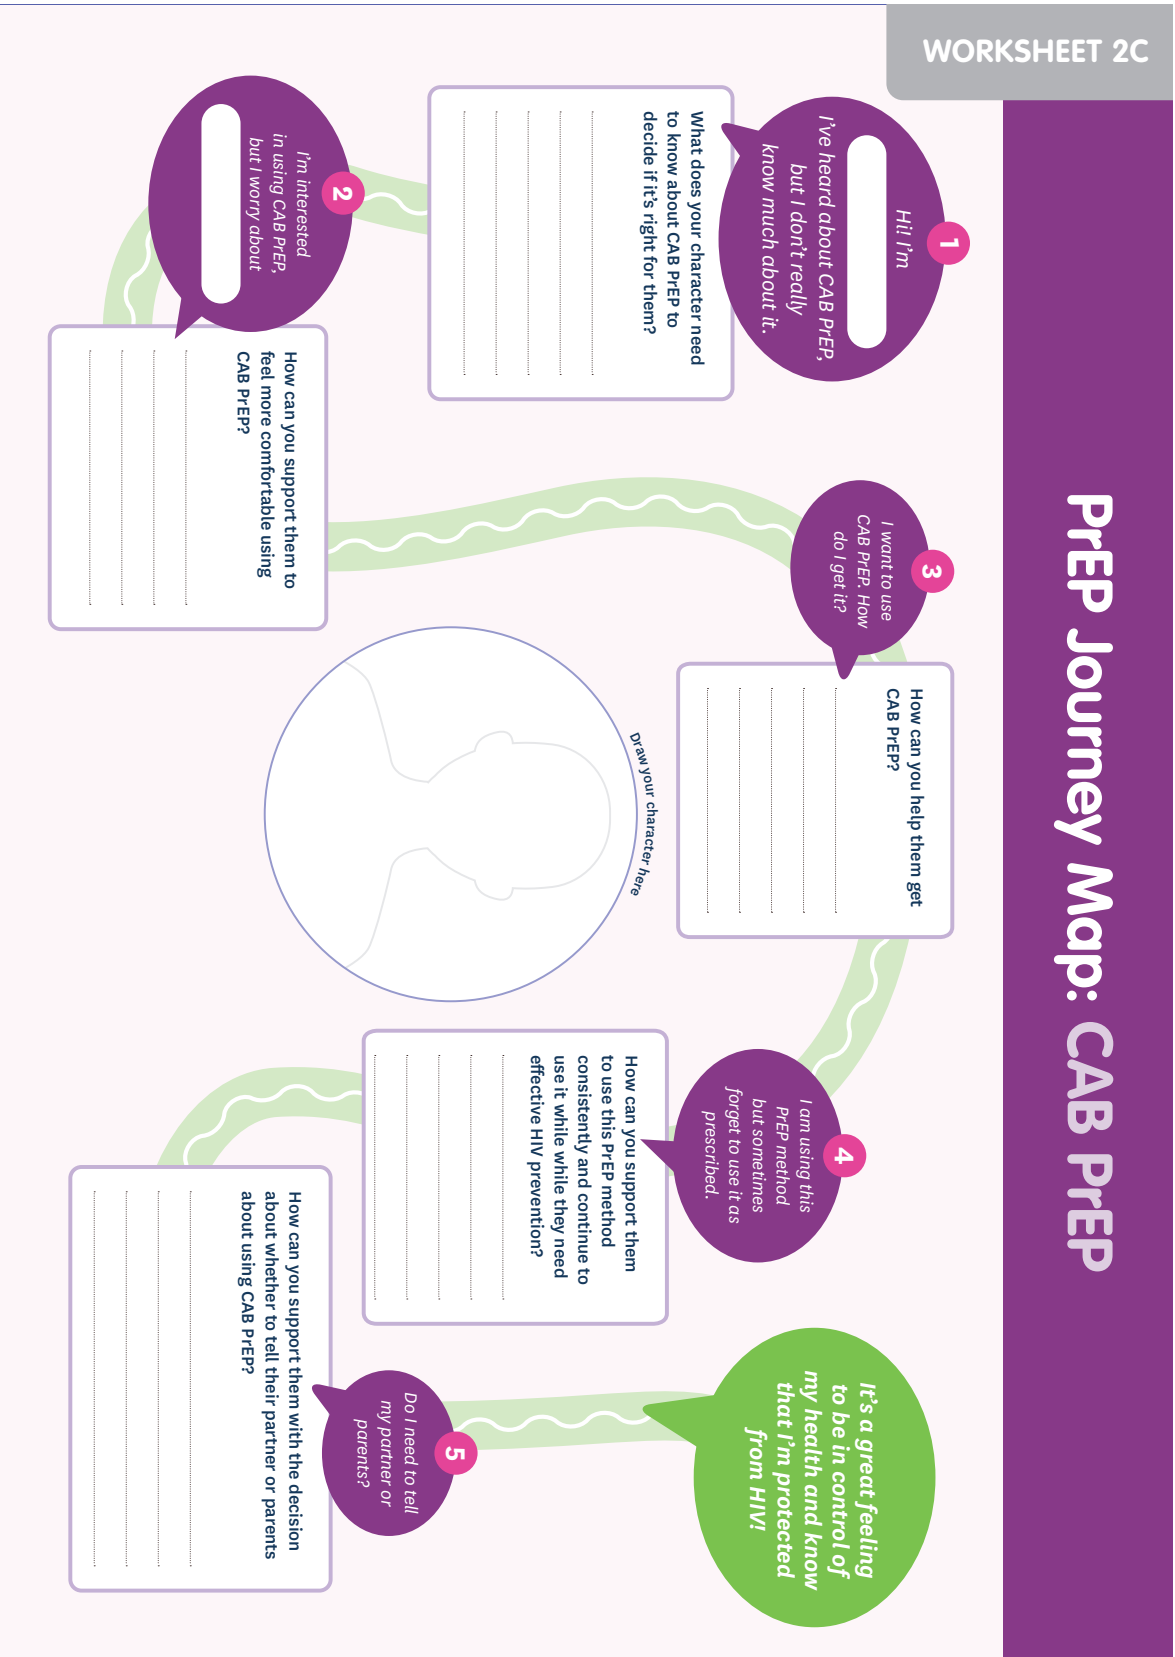 WORKSHEET 2C
PrEP Journey Map: CAB PrEP
1
Hi! I'm
I've heard about CAB PrEP,
but I don't really
know much about it.
What does your character need
to know about CAB PrEP to
decide if it's right for them?
2
I'm interested
in using CAB PrEP,
but I worry about
How can you support them to
feel more comfortable using
CAB PrEP?
3
I want to use
CAB PrEP. How
do I get it?
How can you help them get
CAB PrEP?
Draw your character here
4
I am using this
PrEP method
but sometimes
forget to use it as
prescribed.
How can you support them
to use this PrEP method
consistently and continue to
use it while while they need
effective HIV prevention?
5
Do I need to tell
my partner or
parents?
How can you support them with the decision
about whether to tell their partner or parents
about using CAB PrEP?
It's a great feeling
to be in control of
my health and know
that I'm protected
from HIV!